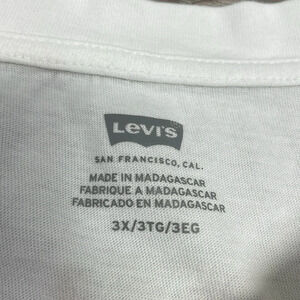 Levi's
SAN FRANCISCO, CAL.
MADE IN MADAGASCAR
FABRIQUE A MADAGASCAR
FABRICADO EN MADAGASCAR
3X/3TG/3EG